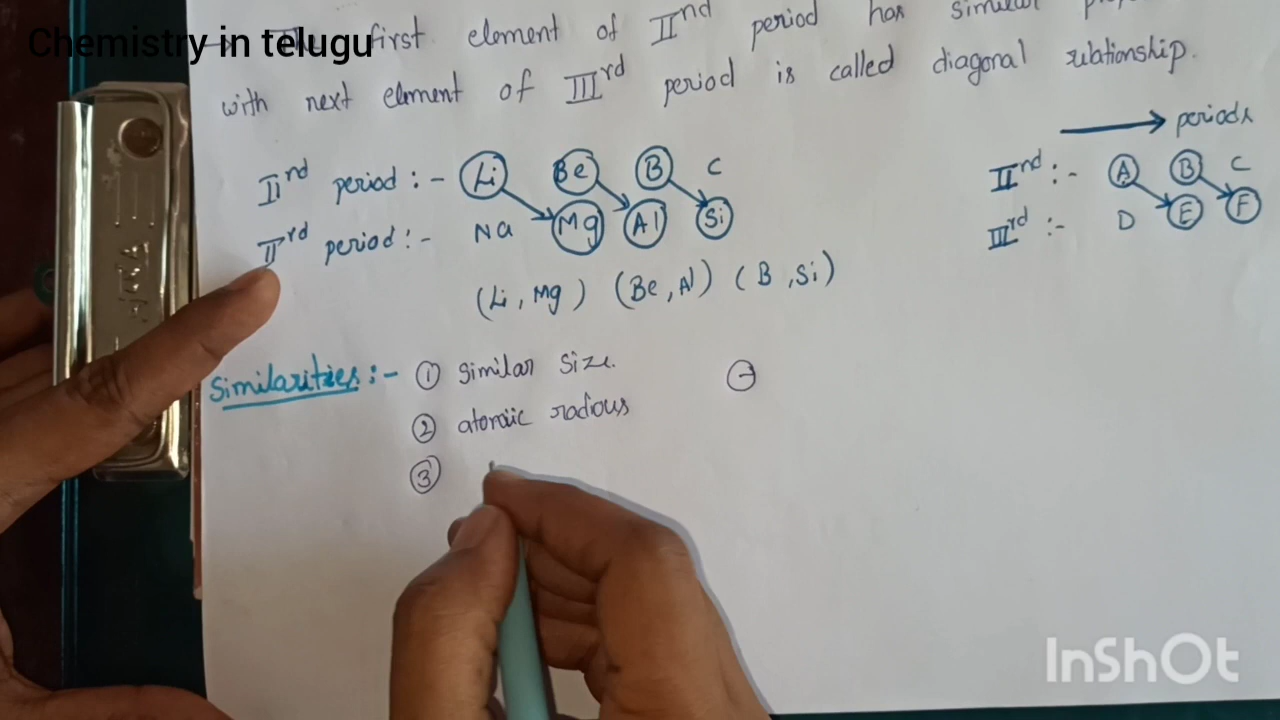 Chemistry in telugu
first element of IInd period has similar
with next elment of IIIrd period is called diagonal relationship.
→ periods
IInd period :- Li Be B C
IInd :- A B C
IIrd period :- Na Mg Al Si
IIIrd :- D E F
(Li, Mg) (Be, Al) (B, Si)
Similarities :- ① Similar Size.
② atomic radious
③
InShOt